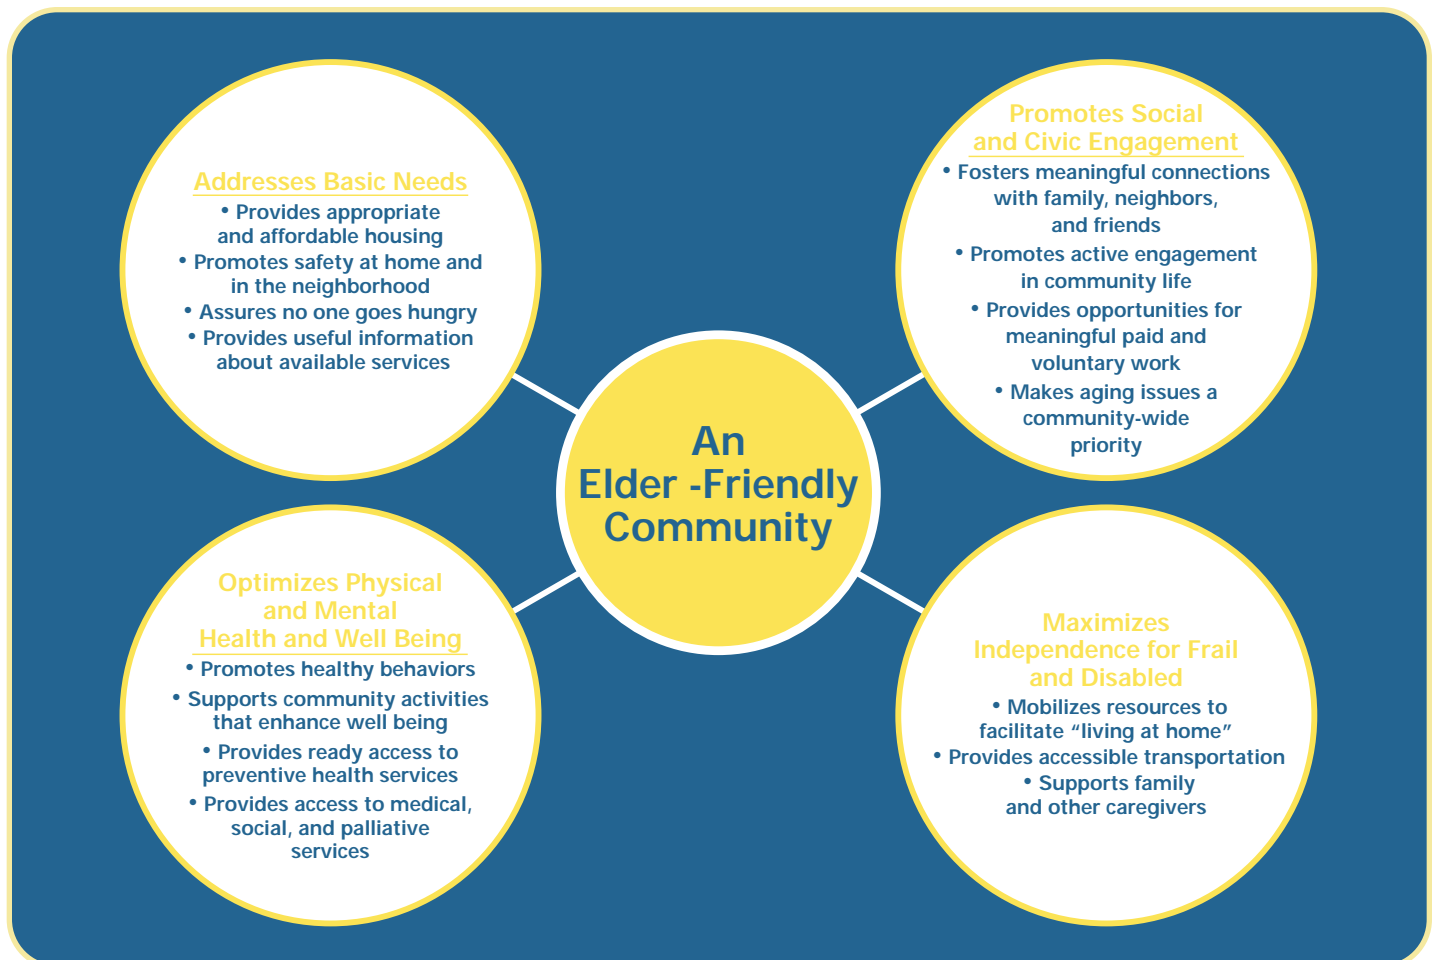 Addresses Basic Needs
• Provides appropriate
and affordable housing
• Promotes safety at home and
in the neighborhood
• Assures no one goes hungry
• Provides useful information
about available services
Promotes Social
and Civic Engagement
• Fosters meaningful connections
with family, neighbors,
and friends
• Promotes active engagement
in community life
• Provides opportunities for
meaningful paid and
voluntary work
• Makes aging issues a
community-wide
priority
An
Elder -Friendly
Community
Optimizes Physical
and Mental
Health and Well Being
• Promotes healthy behaviors
• Supports community activities
that enhance well being
• Provides ready access to
preventive health services
• Provides access to medical,
social, and palliative
services
Maximizes
Independence for Frail
and Disabled
• Mobilizes resources to
facilitate “living at home”
• Provides accessible transportation
• Supports family
and other caregivers